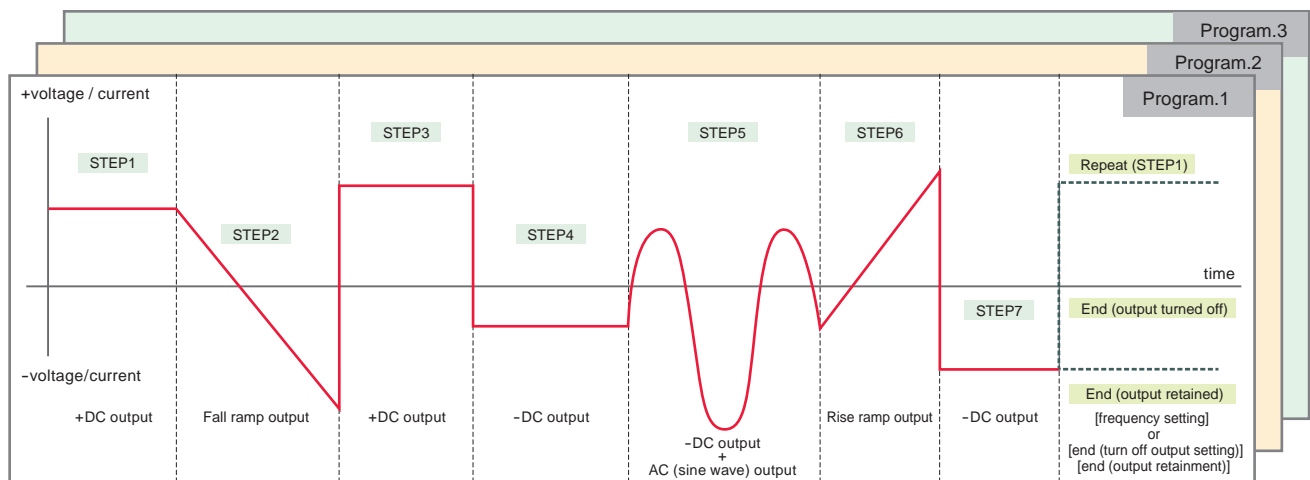 Program.3
Program.2
Program.1
+voltage / current
STEP1
STEP2
STEP3
STEP4
STEP5
STEP6
STEP7
Repeat (STEP1)
time
End (output turned off)
End (output retained)
-voltage/current
+DC output
Fall ramp output
+DC output
-DC output
-DC output
+
AC (sine wave) output
Rise ramp output
-DC output
[frequency setting]
or
[end (turn off output setting)]
[end (output retainment)]